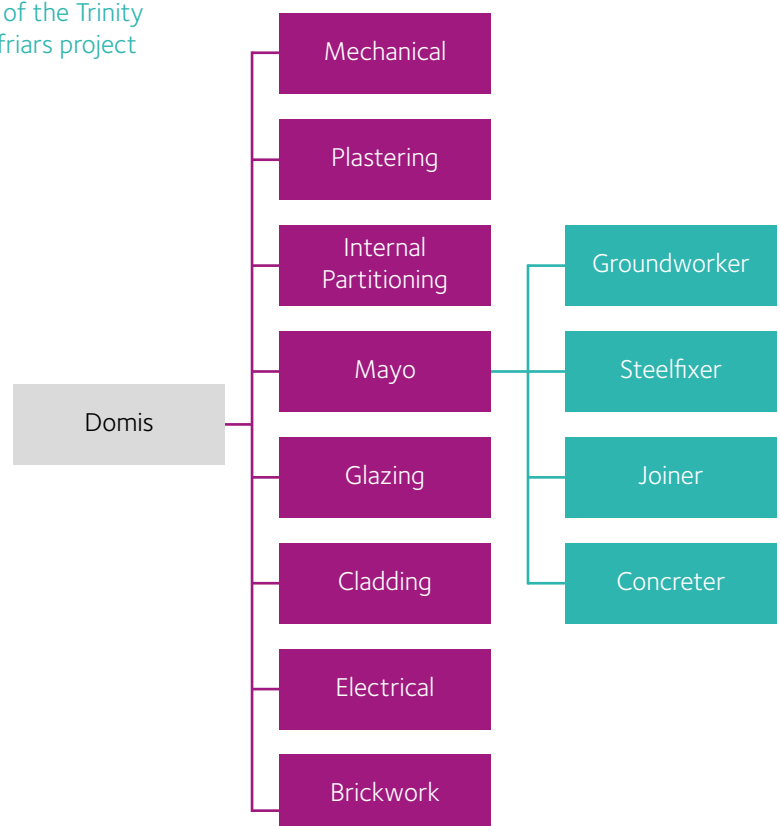 of the Trinity
friars project
Mechanical
Plastering
Internal
Partitioning
Groundworker
Mayo
Steelfixer
Domis
Glazing
Joiner
Cladding
Concreter
Electrical
Brickwork